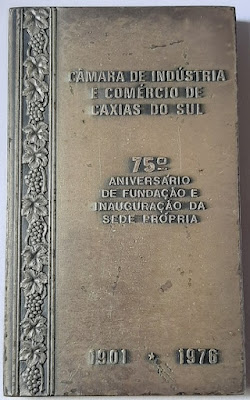 CÂMARA DE INDÚSTRIA
E COMÉRCIO DE
CAXIAS DO SUL
75º
ANIVERSÁRIO
DE FUNDAÇÃO E
INAUGURAÇÃO DA
SEDE PRÓPRIA
1901 * 1976